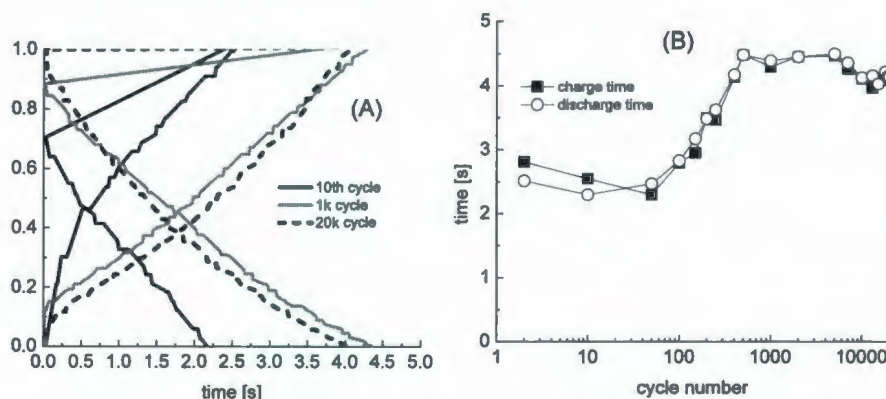 1.0
0.8
0.6
0.4
0.2
0.0
0.0 0.5 1.0 1.5 2.0 2.5 3.0 3.5 4.0 4.5 5.0
time [s]
(A)
10th cycle
1k cycle
20k cycle
5
4
3
2
1
0
time [s]
(B)
charge time
discharge time
1 10 100 1000 10000
cycle number